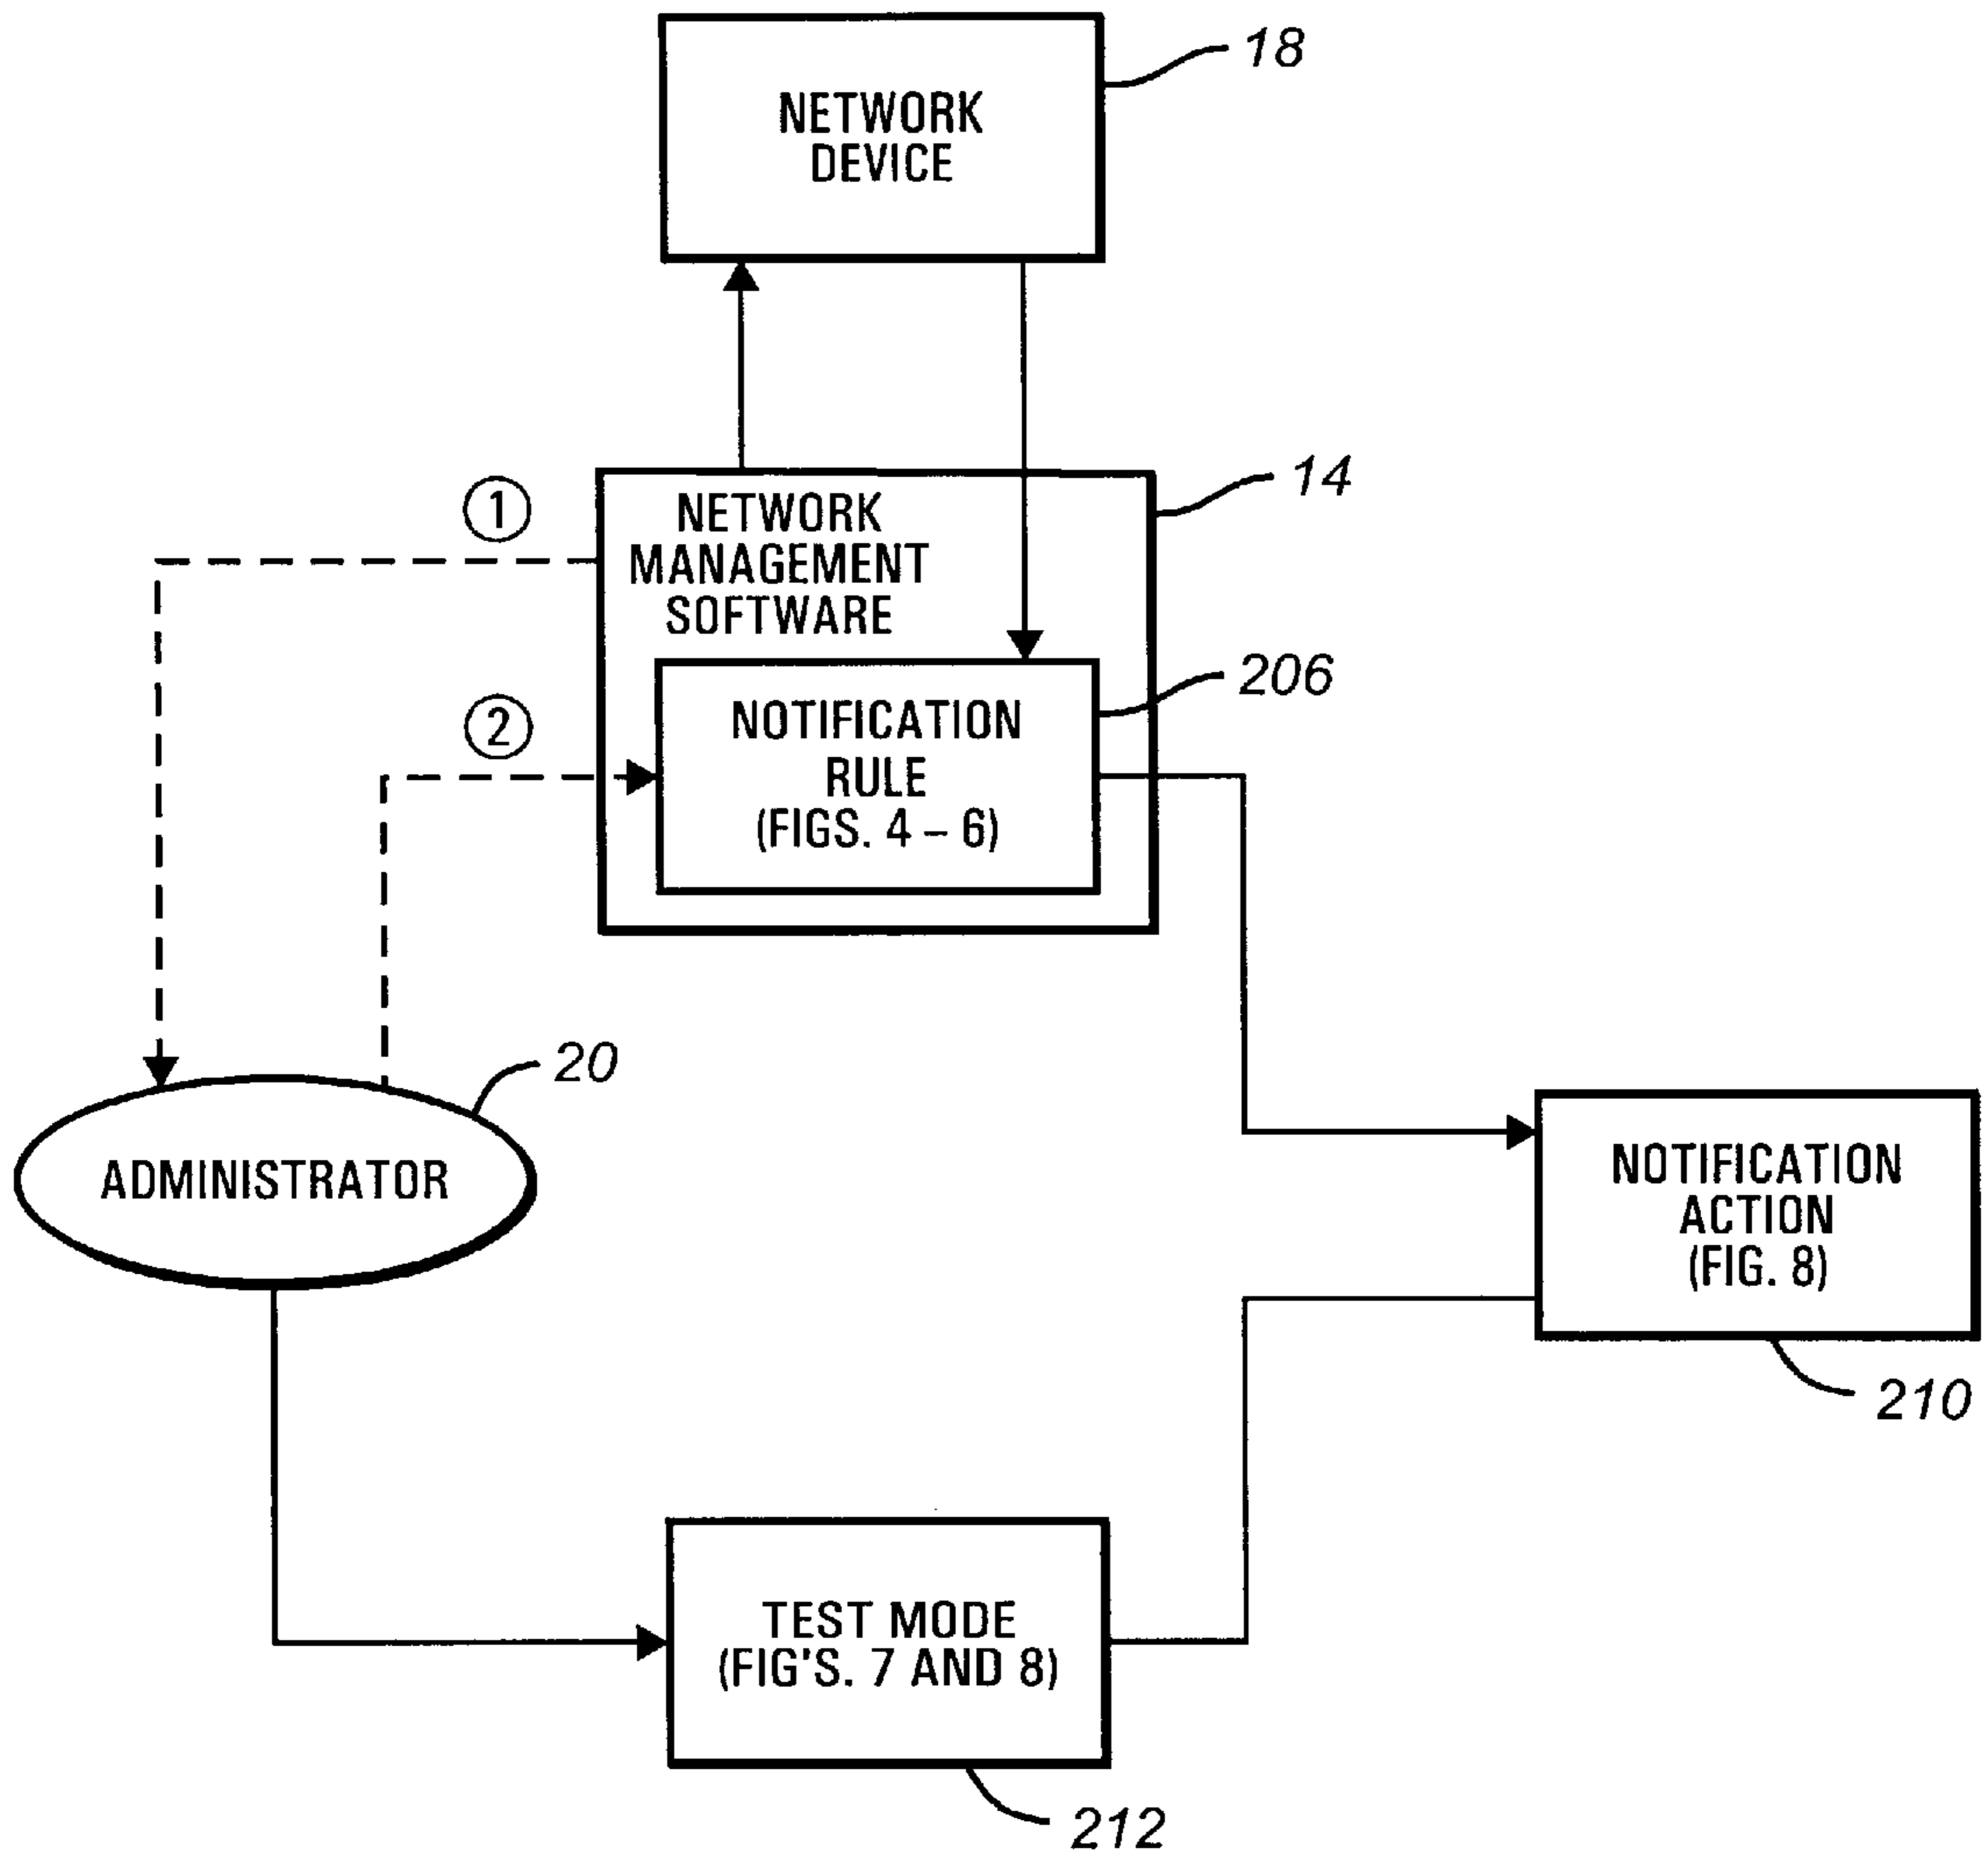 18
NETWORK
DEVICE
14
①
NETWORK
MANAGEMENT
SOFTWARE
206
②
NOTIFICATION
RULE
(FIGS. 4 – 6)
20
ADMINISTRATOR
NOTIFICATION
ACTION
(FIG. 8)
210
TEST MODE
(FIG'S. 7 AND 8)
212